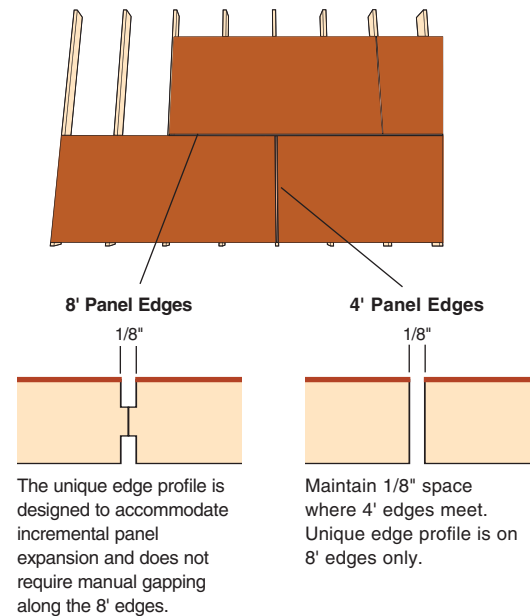 8' Panel Edges
1/8"
The unique edge profile is
designed to accommodate
incremental panel
expansion and does not
require manual gapping
along the 8' edges.
4' Panel Edges
1/8"
Maintain 1/8" space
where 4' edges meet.
Unique edge profile is on
8' edges only.